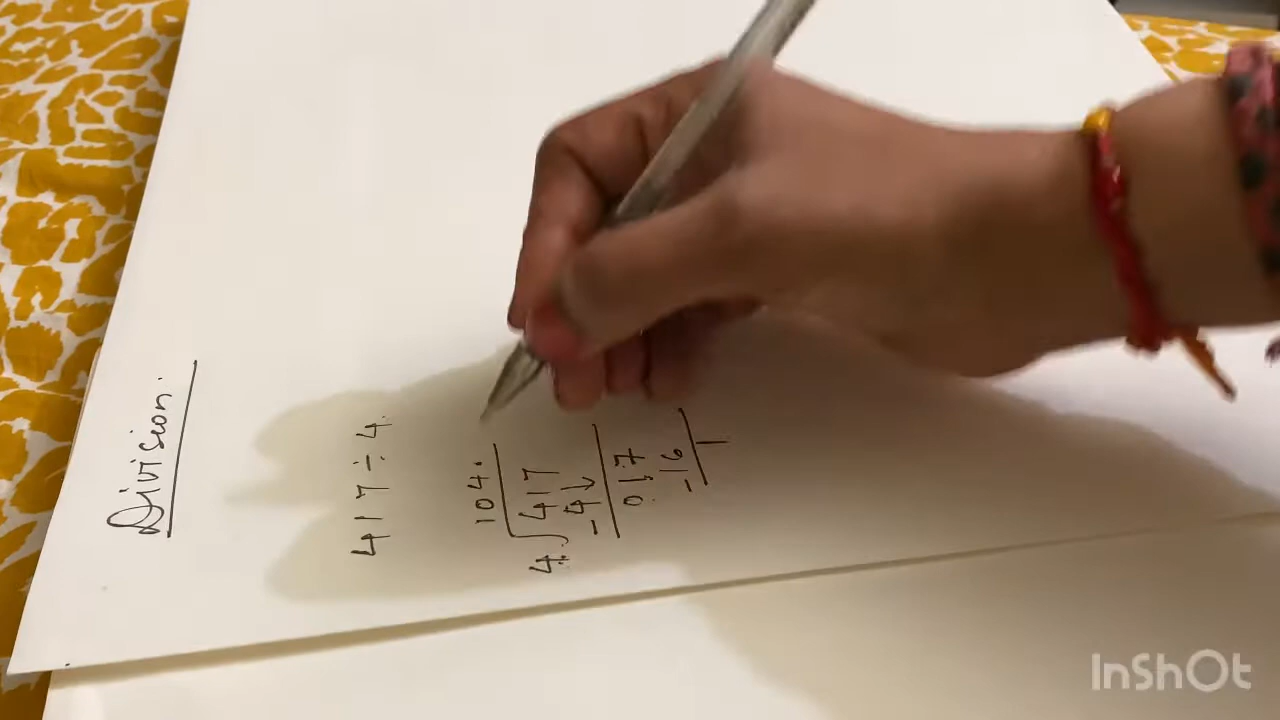 Division.
417 ÷ 4.
104.
4.√417
-4↓
017
-16
1
InShOt